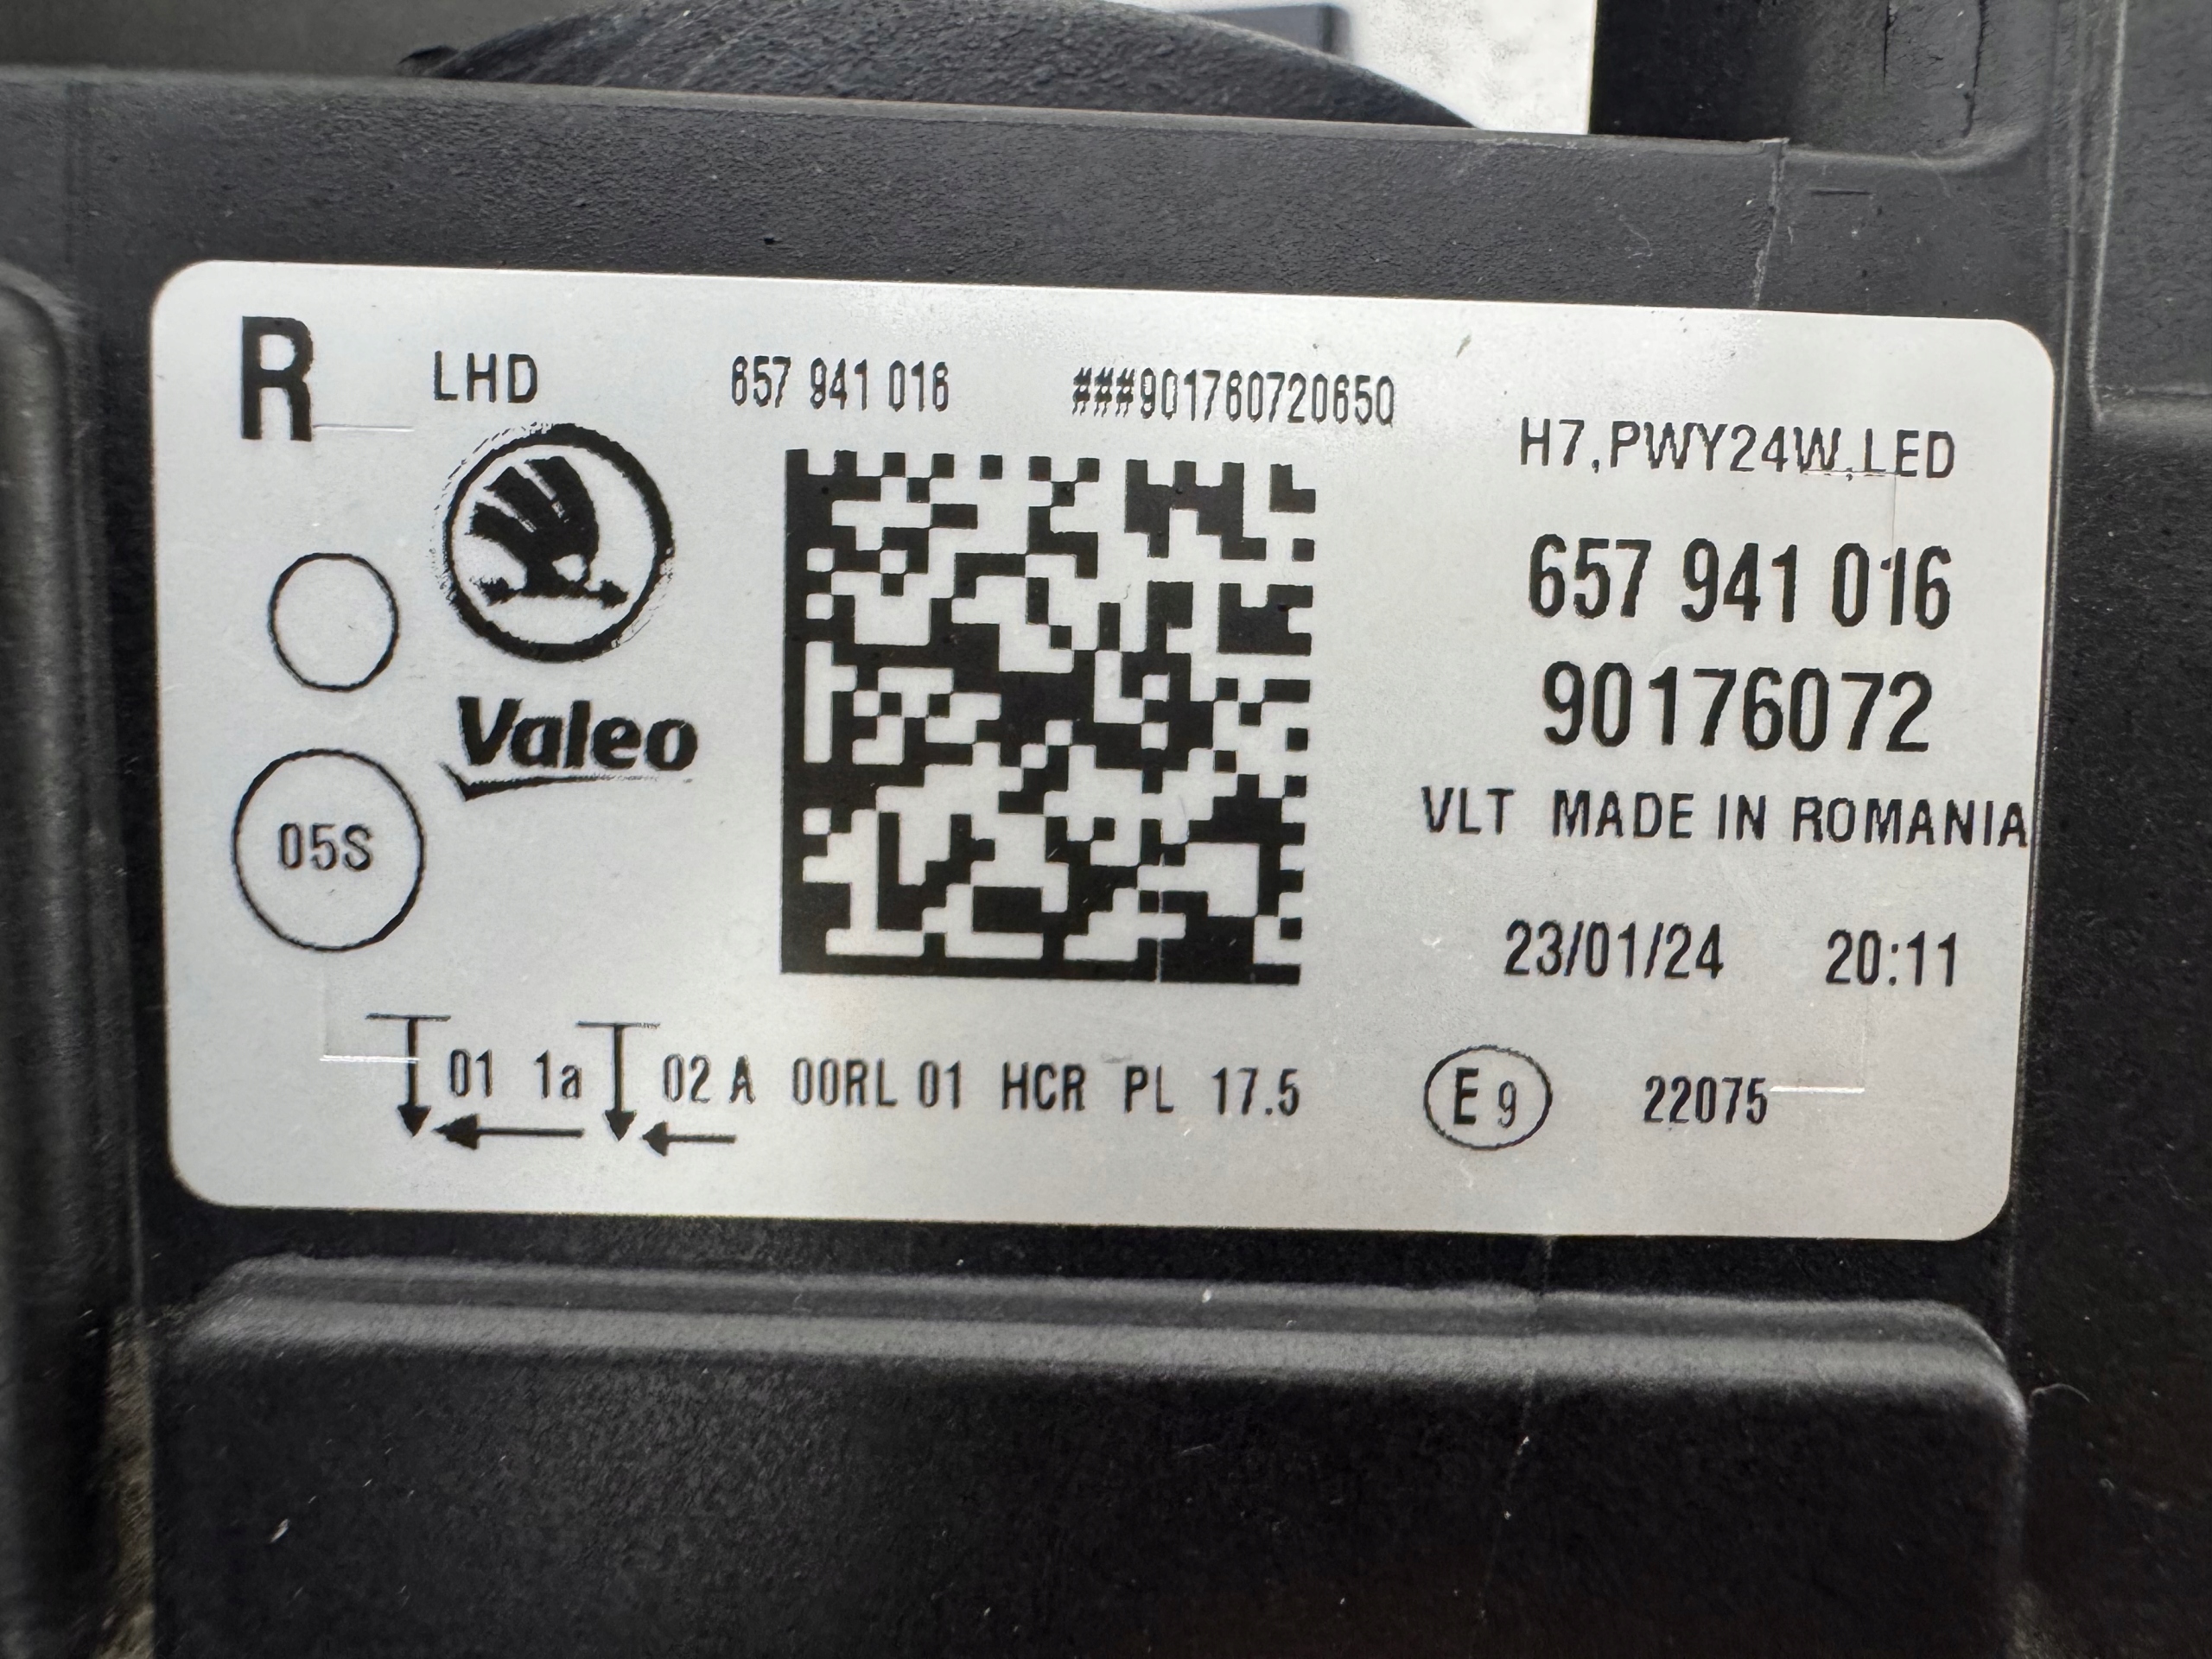 R LHD 657 941 016 ###901760720650
H7,PWY24W,LED
657 941 016
Valeo
90176072
VLT MADE IN ROMANIA
05S
23/01/24 20:11
01 1a 02 A 00RL 01 HCR PL 17.5 E 9 22075